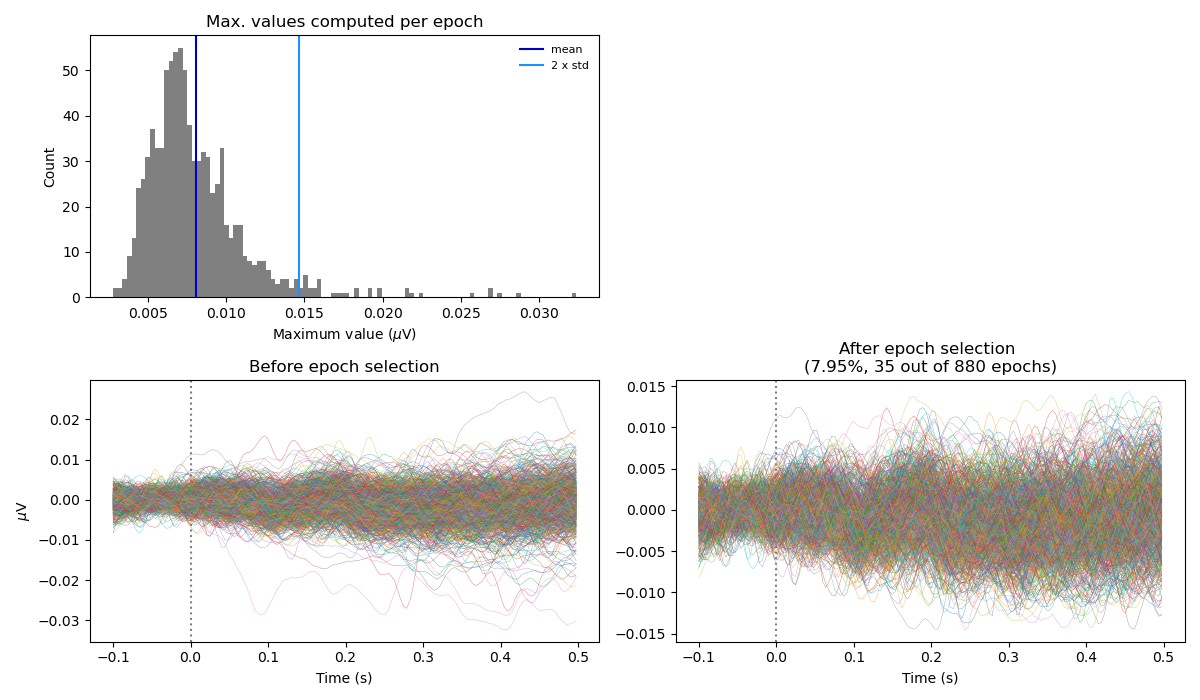 Max. values computed per epoch
mean
2 x std
Count
50
40
30
20
10
0
0.005 0.010 0.015 0.020 0.025 0.030
Maximum value (μV)
Before epoch selection
μV
0.02
0.01
0.00
−0.01
−0.02
−0.03
−0.1 0.0 0.1 0.2 0.3 0.4 0.5
Time (s)
After epoch selection
(7.95%, 35 out of 880 epochs)
0.015
0.010
0.005
0.000
−0.005
−0.010
−0.015
−0.1 0.0 0.1 0.2 0.3 0.4 0.5
Time (s)